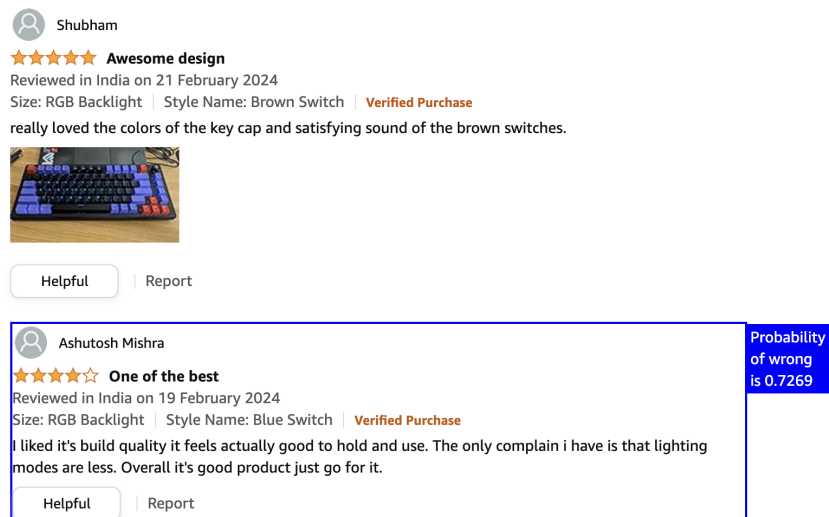 Shubham
Awesome design
Reviewed in India on 21 February 2024
Size: RGB Backlight Style Name: Brown Switch Verified Purchase
really loved the colors of the key cap and satisfying sound of the brown switches.
Helpful Report
Ashutosh Mishra
One of the best
Reviewed in India on 19 February 2024
Size: RGB Backlight Style Name: Blue Switch Verified Purchase
I liked it's build quality it feels actually good to hold and use. The only complain i have is that lighting
modes are less. Overall it's good product just go for it.
Helpful Report
Probability
of wrong
is 0.7269